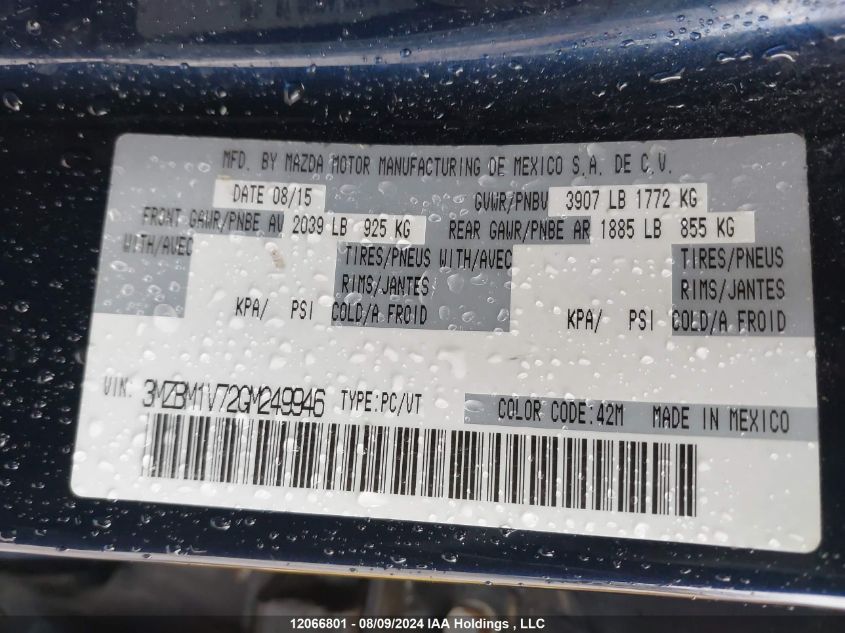 MFD. BY MAZDA MOTOR MANUFACTURING DE MEXICO S.A. DE C.V.
DATE 08/15 GVWR/PNBV 3907 LB 1772 KG
FRONT GAWR/PNBE AV 2039 LB 925 KG REAR GAWR/PNBE AR 1885 LB 855 KG
WITH/AVEC TIRES/PNEUS WITH/AVEC TIRES/PNEUS
RIMS/JANTES RIMS/JANTES
KPA/ PSI COLD/A FROID KPA/ PSI COLD/A FROID
VIN: 3MZBM1V72GM249946 TYPE:PC/VT COLOR CODE:42M MADE IN MEXICO
12066801 - 08/09/2024 IAA Holdings , LLC